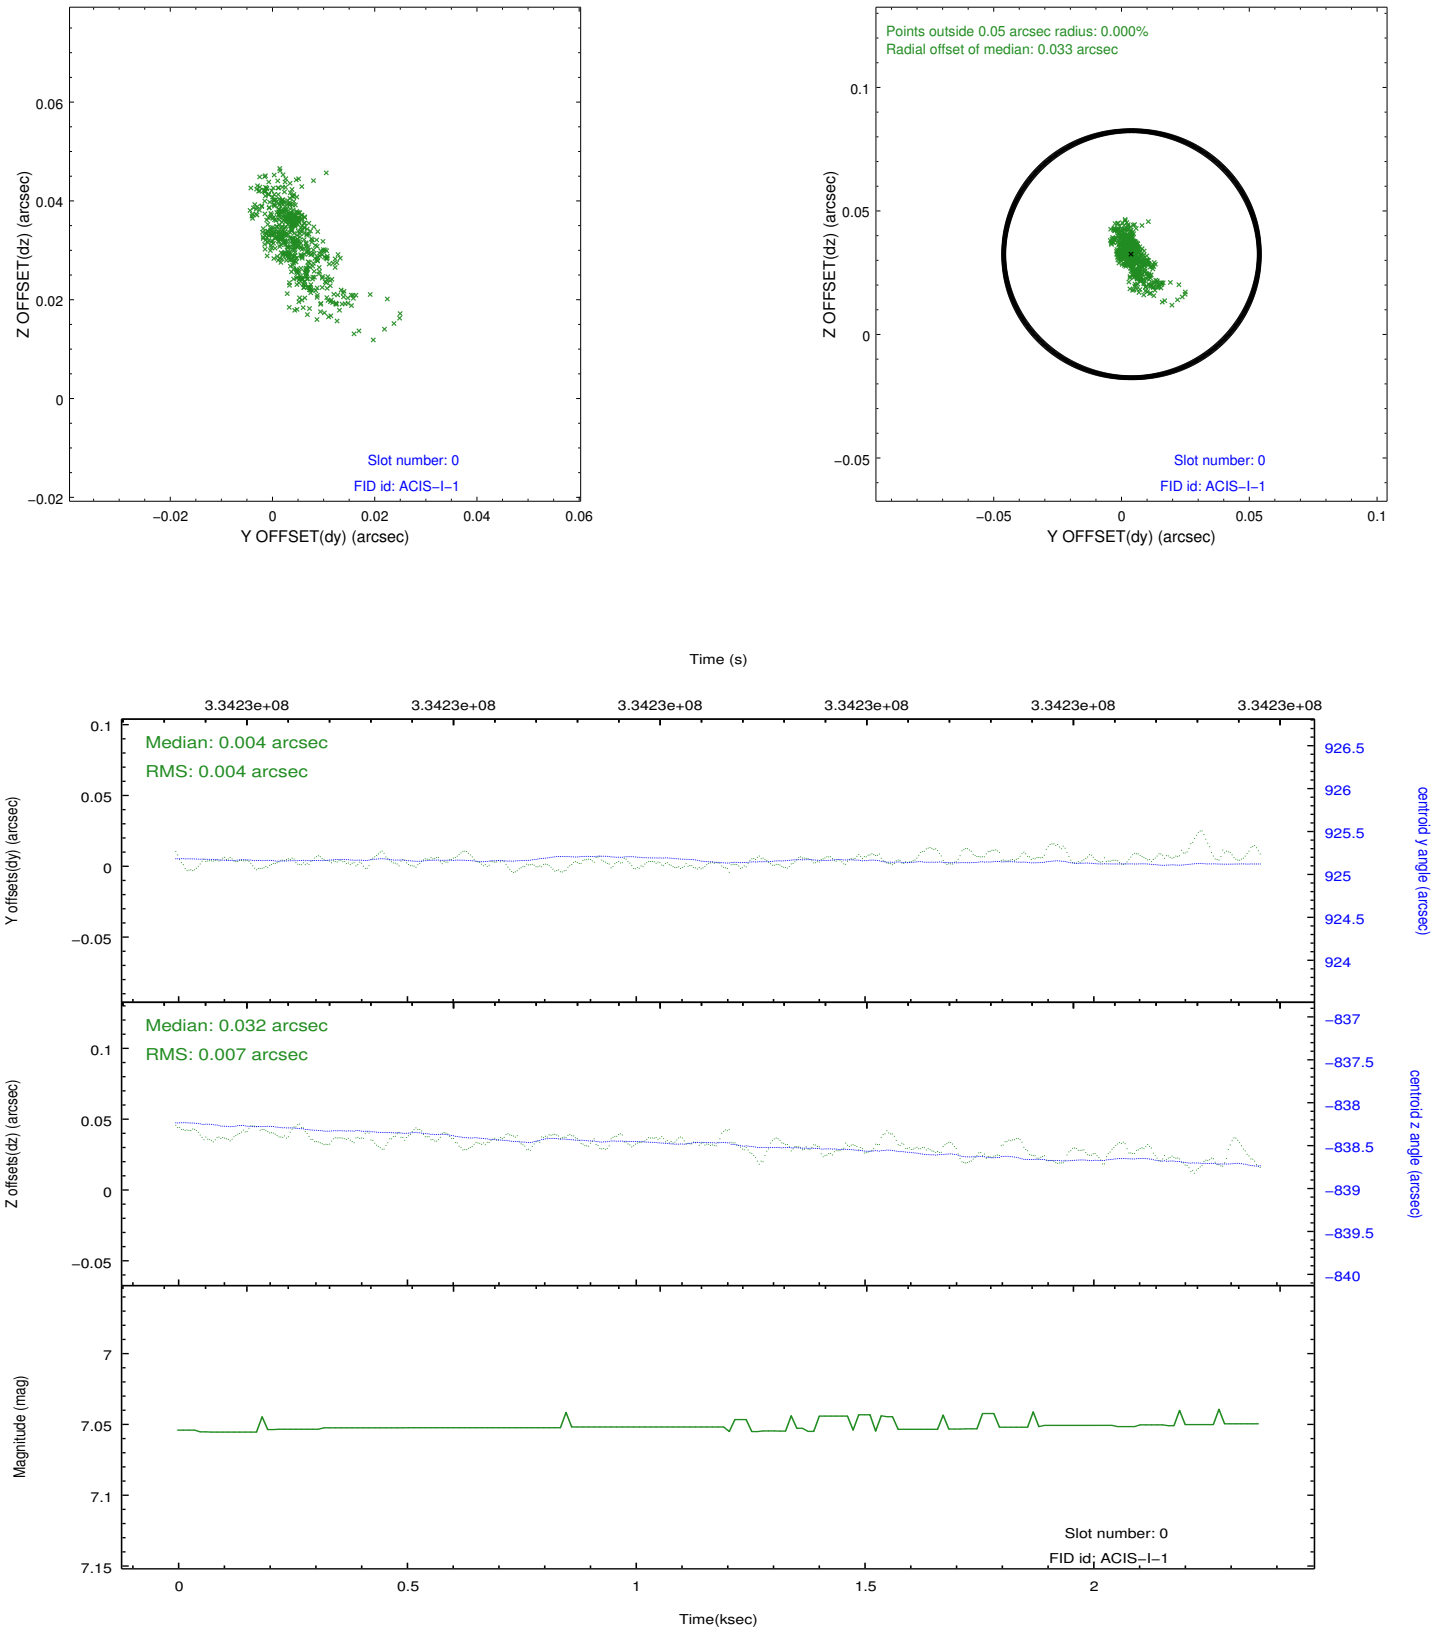 0.06
0.04
0.02
0
−0.02
Z OFFSET(dz) (arcsec)
Slot number: 0
FID id: ACIS−I−1
−0.02 0 0.02 0.04 0.06
Y OFFSET(dy) (arcsec)
Points outside 0.05 arcsec radius: 0.000%
Radial offset of median: 0.033 arcsec
0.1
0.05
0
−0.05
Z OFFSET(dz) (arcsec)
Slot number: 0
FID id: ACIS−I−1
−0.05 0 0.05 0.1
Y OFFSET(dy) (arcsec)
Time (s)
3.3423e+08 3.3423e+08 3.3423e+08 3.3423e+08 3.3423e+08 3.3423e+08
Median: 0.004 arcsec
RMS: 0.004 arcsec
0.1
0.05
0
−0.05
Y offsets(dy) (arcsec)
926.5
926
925.5
925
924.5
924
centroid y angle (arcsec)
Median: 0.032 arcsec
RMS: 0.007 arcsec
0.1
0.05
0
−0.05
Z offsets(dz) (arcsec)
−837
−837.5
−838
−838.5
−839
−839.5
−840
centroid z angle (arcsec)
7
7.05
7.1
7.15
Magnitude (mag)
Slot number: 0
FID id: ACIS−I−1
0 0.5 1 1.5 2
Time(ksec)